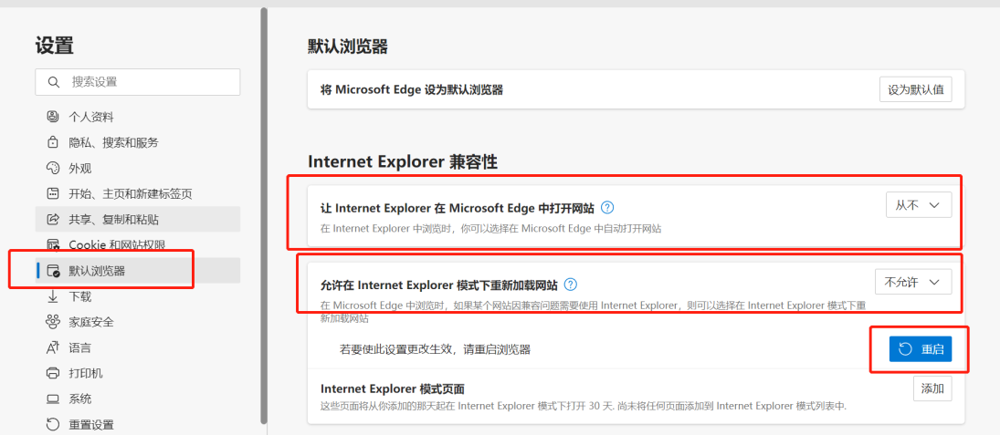 设置
搜索设置
个人资料
隐私、搜索和服务
外观
开始、主页和新建标签页
共享、复制和粘贴
Cookie 和网站权限
默认浏览器
下载
家庭安全
语言
打印机
系统
重置设置
默认浏览器
将 Microsoft Edge 设为默认浏览器
设为默认值
Internet Explorer 兼容性
让 Internet Explorer 在 Microsoft Edge 中打开网站
从不
在 Internet Explorer 中浏览时，你可以选择在 Microsoft Edge 中自动打开网站
允许在 Internet Explorer 模式下重新加载网站
不允许
在 Microsoft Edge 中浏览时，如果某个网站因兼容问题需要使用 Internet Explorer，则可以选择在 Internet Explorer 模式下重
新加载网站
若要使此设置更改生效，请重启浏览器
重启
Internet Explorer 模式页面
添加
这些页面将从你添加的那天起在 Internet Explorer 模式下打开 30 天. 尚未将任何页面添加到 Internet Explorer 模式列表中.